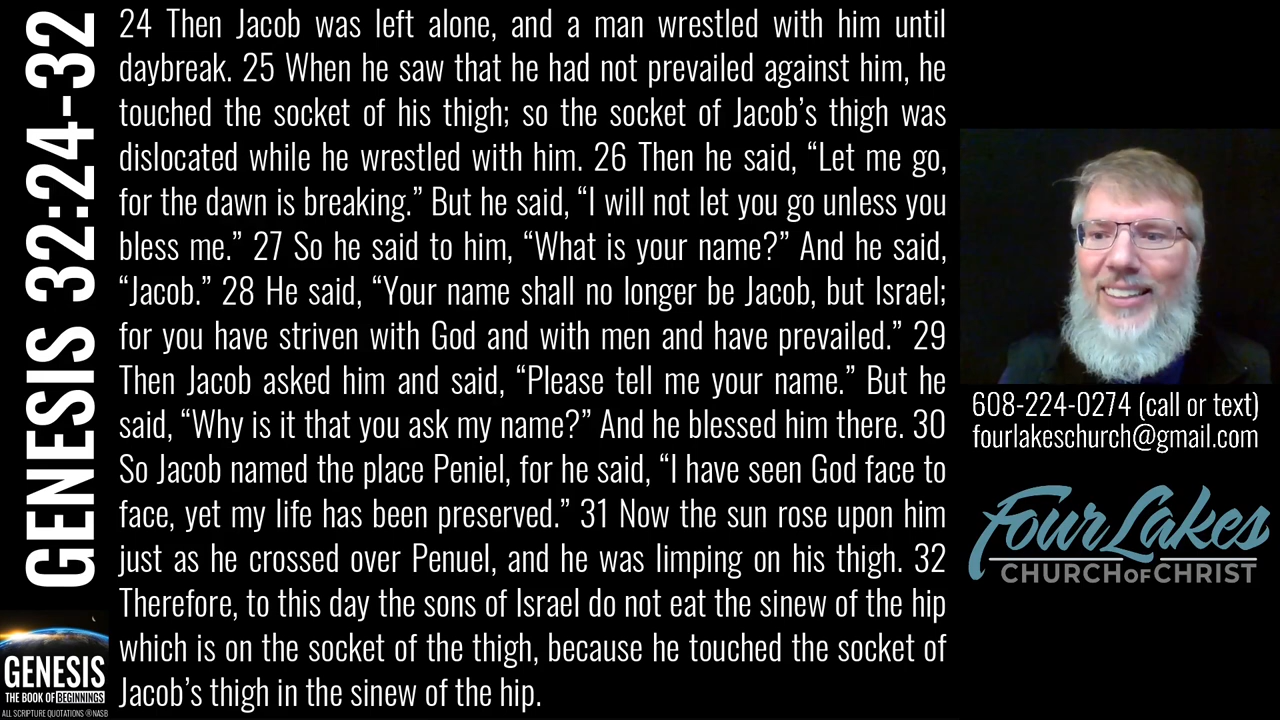 GENESIS 32:24-32
24 Then Jacob was left alone, and a man wrestled with him until
daybreak. 25 When he saw that he had not prevailed against him, he
touched the socket of his thigh; so the socket of Jacob’s thigh was
dislocated while he wrestled with him. 26 Then he said, “Let me go,
for the dawn is breaking.” But he said, “I will not let you go unless you
bless me.” 27 So he said to him, “What is your name?” And he said,
“Jacob.” 28 He said, “Your name shall no longer be Jacob, but Israel;
for you have striven with God and with men and have prevailed.” 29
Then Jacob asked him and said, “Please tell me your name.” But he
said, “Why is it that you ask my name?” And he blessed him there. 30
So Jacob named the place Peniel, for he said, “I have seen God face to
face, yet my life has been preserved.” 31 Now the sun rose upon him
just as he crossed over Penuel, and he was limping on his thigh. 32
Therefore, to this day the sons of Israel do not eat the sinew of the hip
which is on the socket of the thigh, because he touched the socket of
Jacob’s thigh in the sinew of the hip.
GENESIS
THE BOOK OF BEGINNINGS
ALL SCRIPTURE QUOTATIONS ®NASB
608-224-0274 (call or text)
fourlakeschurch@gmail.com
Four Lakes
CHURCH OF CHRIST